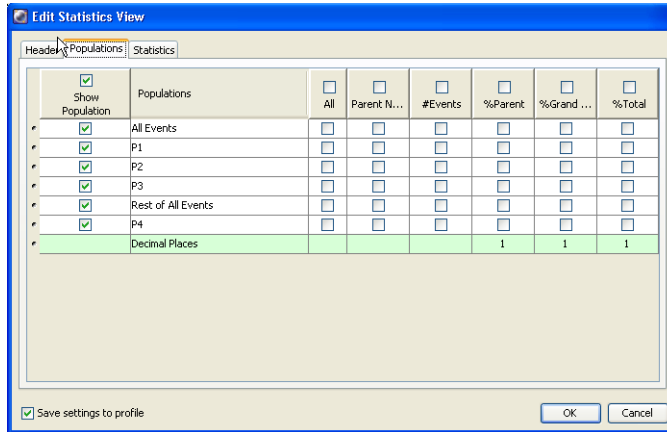 Edit Statistics View
Header Populations Statistics
Show Population Populations All Parent N... #Events %Parent %Grand ... %Total
All Events
P1
P2
P3
Rest of All Events
P4
Decimal Places 1 1 1
Save settings to profile OK Cancel